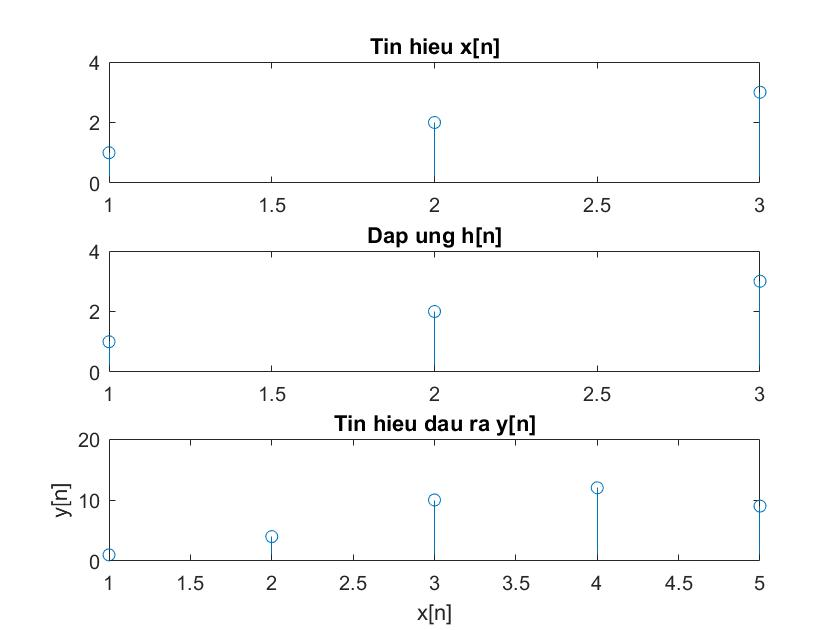 Tin hieu x[n]
4
2
0
1 1.5 2 2.5 3
Dap ung h[n]
4
2
0
1 1.5 2 2.5 3
Tin hieu dau ra y[n]
20
10
0
y[n]
1 1.5 2 2.5 3 3.5 4 4.5 5
x[n]